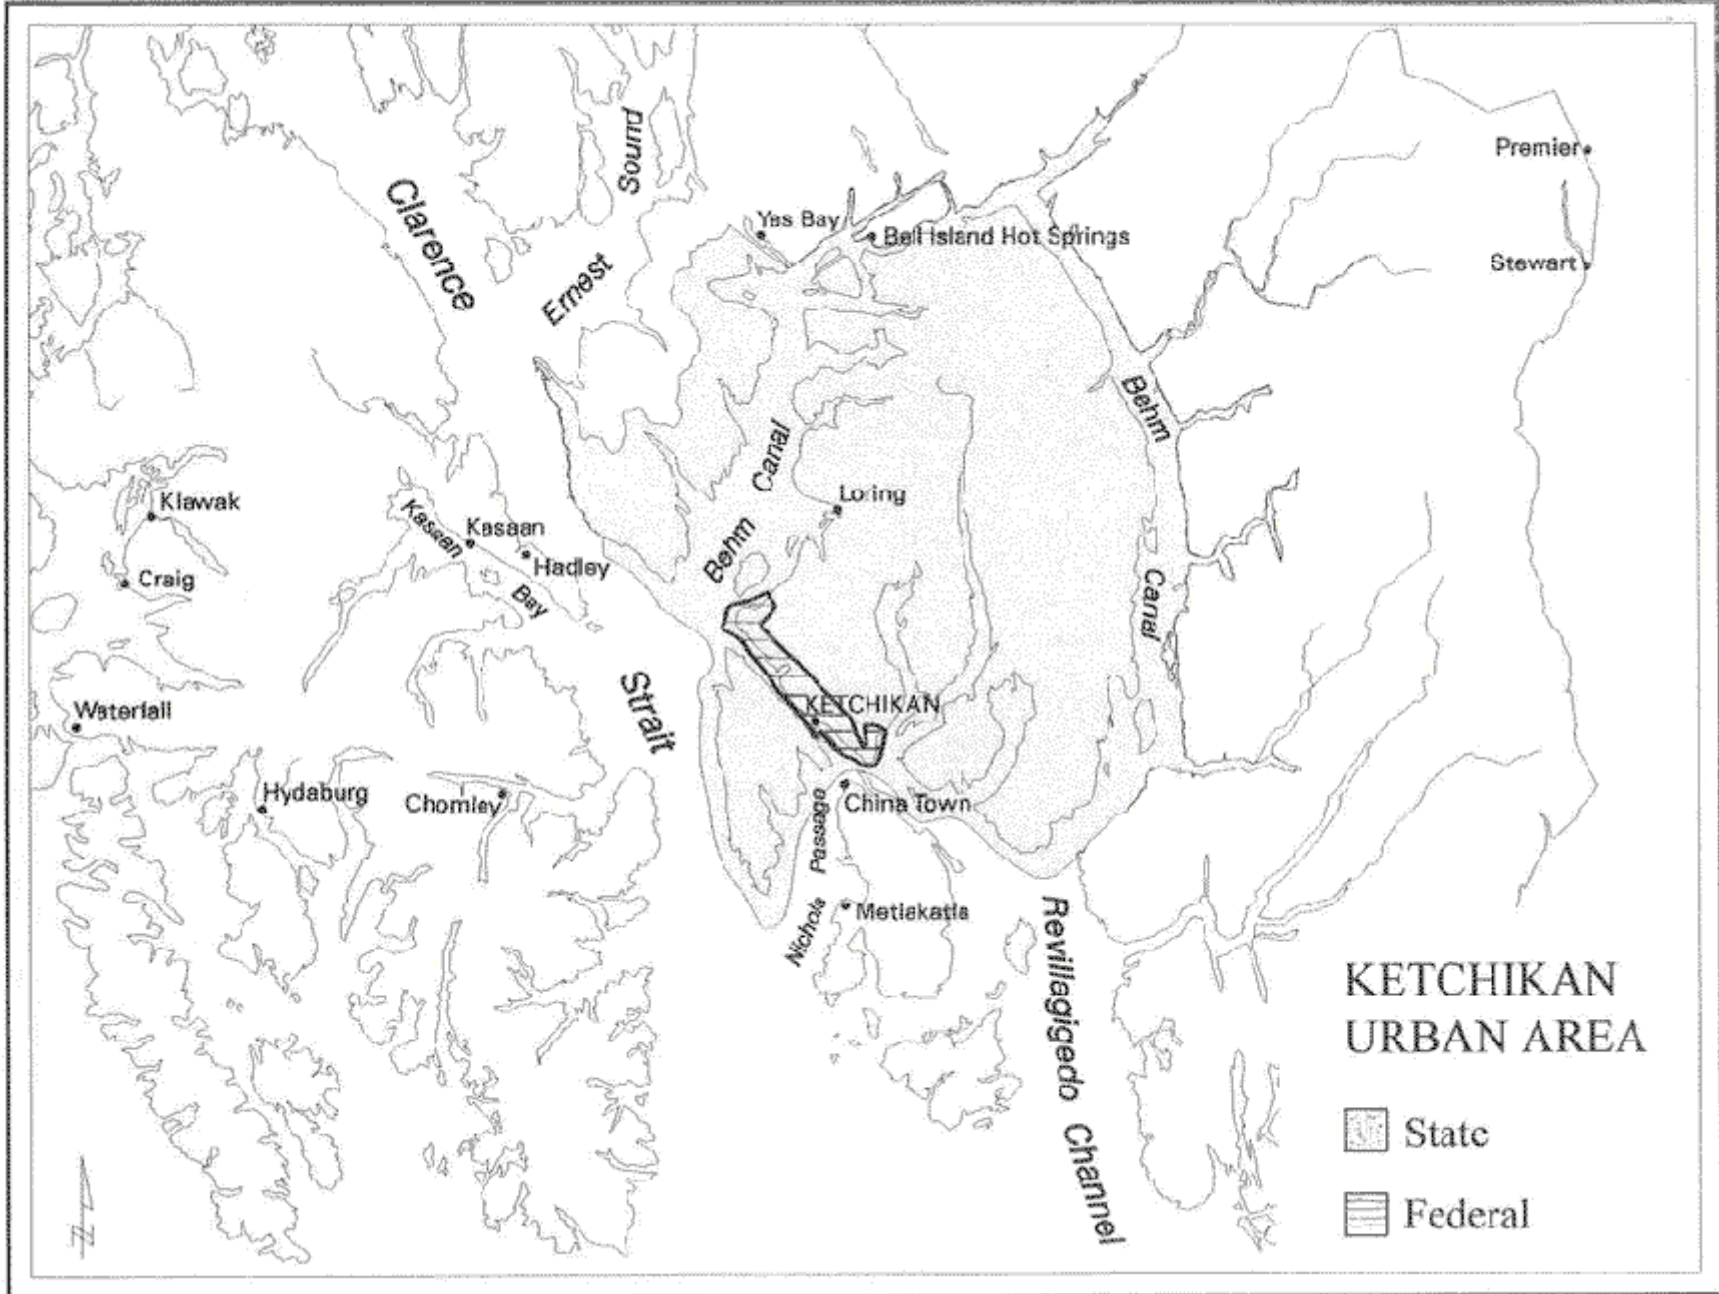 Sound
Clarence
Ernest
Premier
Yes Bay
Bell Island Hot Springs
Stewart
Behm
Canal
Klawak
Kasaan
Kasaan
Loring
Behm
Craig
Hadley
Bay
Canal
Strait
KETCHIKAN
Waterfall
Hydaburg
Chomley
China Town
Passage
Nichols
Metlakatla
Revillagigedo Channel
KETCHIKAN
URBAN AREA
State
Federal